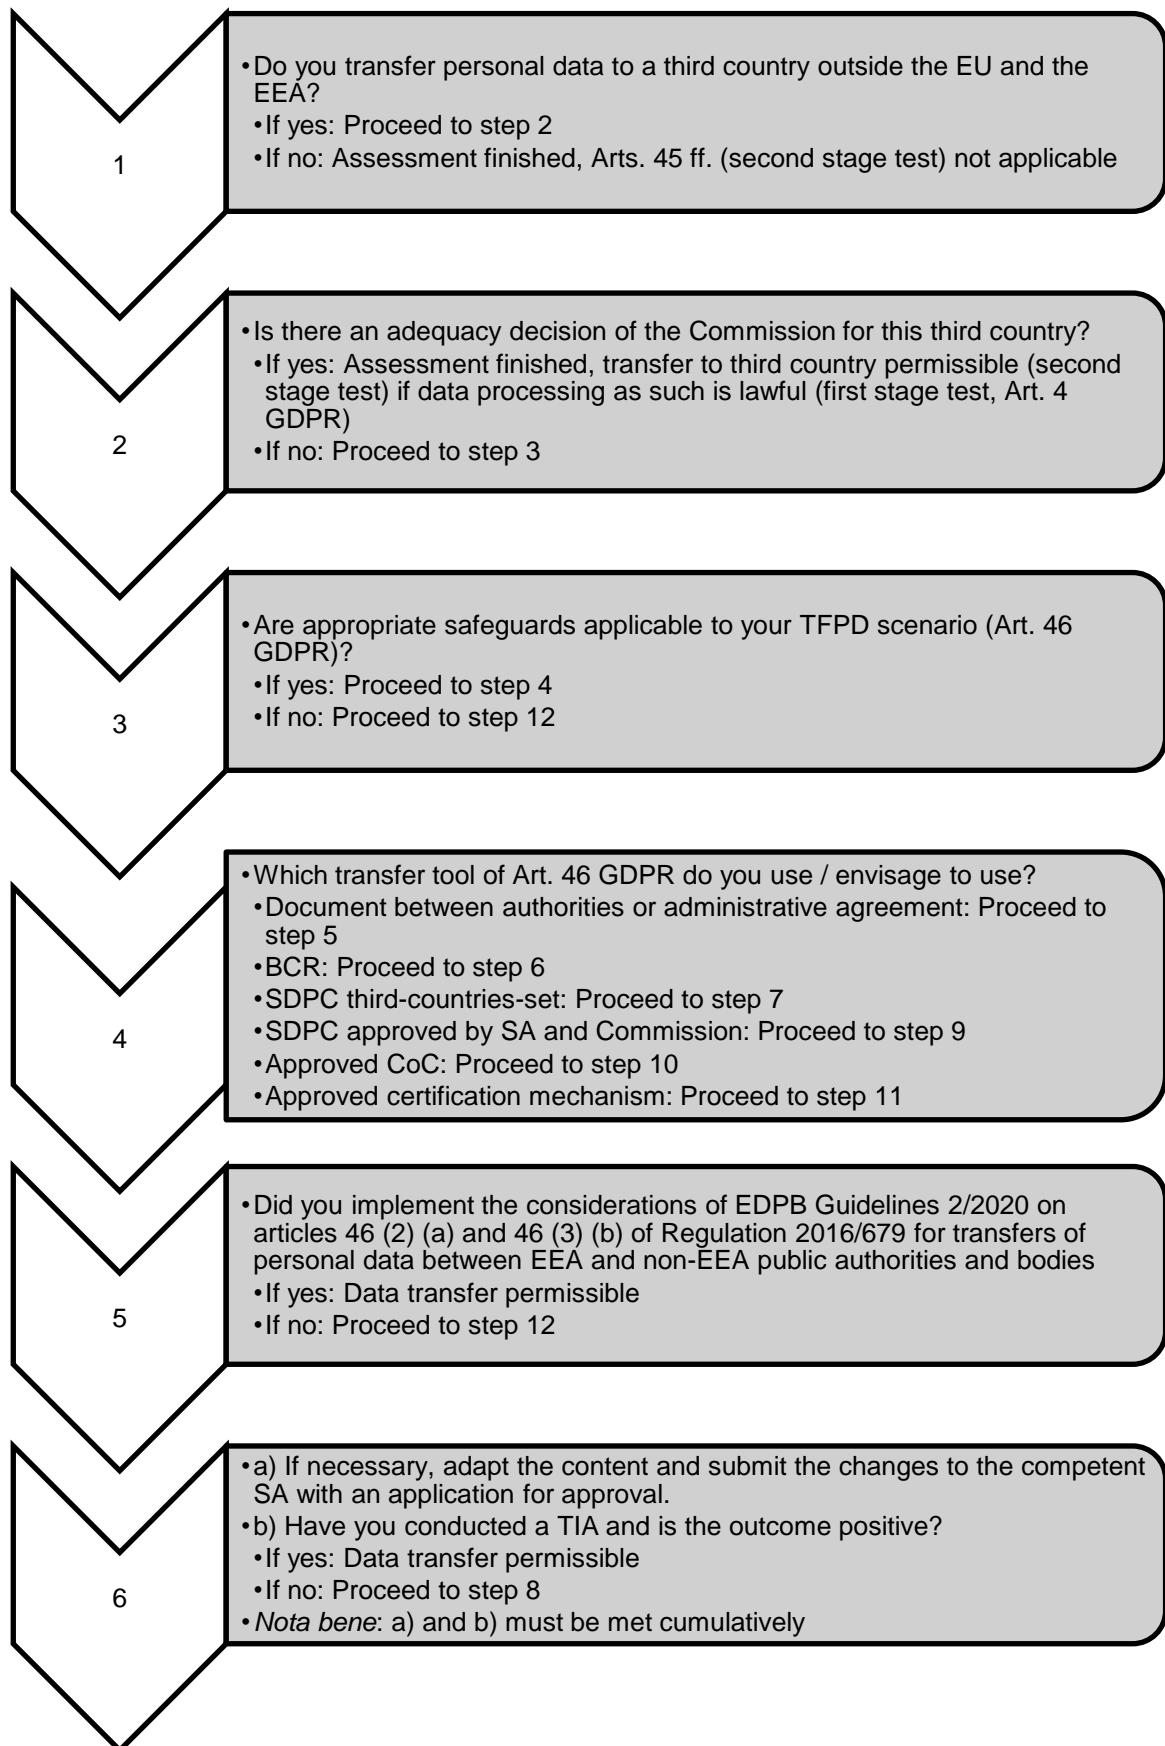 1
•Do you transfer personal data to a third country outside the EU and the
EEA?
•If yes: Proceed to step 2
•If no: Assessment finished, Arts. 45 ff. (second stage test) not applicable
2
•Is there an adequacy decision of the Commission for this third country?
•If yes: Assessment finished, transfer to third country permissible (second
stage test) if data processing as such is lawful (first stage test, Art. 4
GDPR)
•If no: Proceed to step 3
3
•Are appropriate safeguards applicable to your TFPD scenario (Art. 46
GDPR)?
•If yes: Proceed to step 4
•If no: Proceed to step 12
4
•Which transfer tool of Art. 46 GDPR do you use / envisage to use?
•Document between authorities or administrative agreement: Proceed to
step 5
•BCR: Proceed to step 6
•SDPC third-countries-set: Proceed to step 7
•SDPC approved by SA and Commission: Proceed to step 9
•Approved CoC: Proceed to step 10
•Approved certification mechanism: Proceed to step 11
5
•Did you implement the considerations of EDPB Guidelines 2/2020 on
articles 46 (2) (a) and 46 (3) (b) of Regulation 2016/679 for transfers of
personal data between EEA and non-EEA public authorities and bodies
•If yes: Data transfer permissible
•If no: Proceed to step 12
6
•a) If necessary, adapt the content and submit the changes to the competent
SA with an application for approval.
•b) Have you conducted a TIA and is the outcome positive?
•If yes: Data transfer permissible
•If no: Proceed to step 8
•Nota bene: a) and b) must be met cumulatively